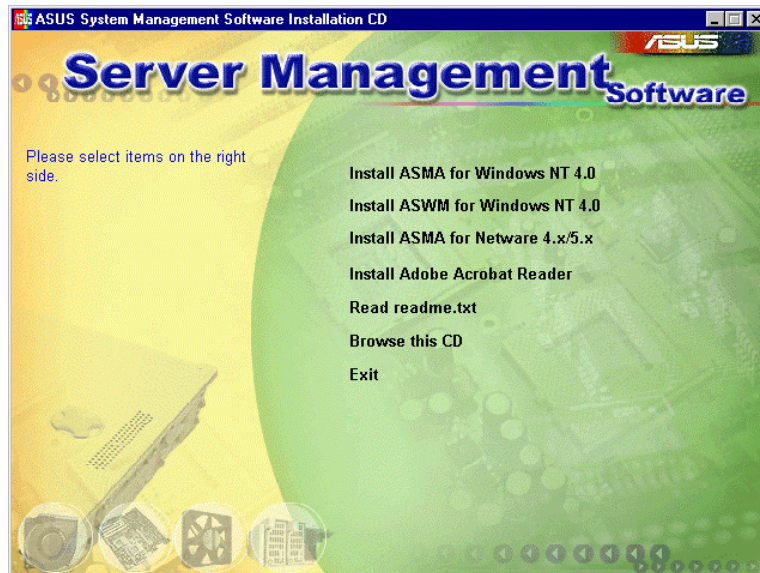 ASUS System Management Software Installation CD
ASUS
Server Management
Software
Please select items on the right
side.
Install ASMA for Windows NT 4.0
Install ASWM for Windows NT 4.0
Install ASMA for Netware 4.x/5.x
Install Adobe Acrobat Reader
Read readme.txt
Browse this CD
Exit